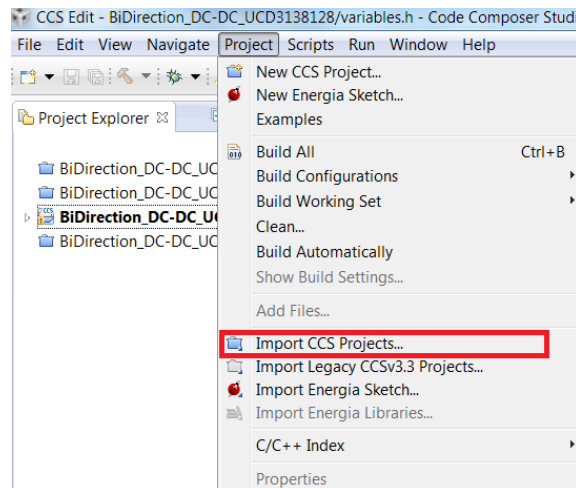 CCS Edit - BiDirection_DC-DC_UCD3138128/variables.h - Code Composer Studi
File Edit View Navigate Project Scripts Run Window Help
New CCS Project...
New Energia Sketch...
Project Explorer
Examples
Build All Ctrl+B
BiDirection_DC-DC_UC
Build Configurations
BiDirection_DC-DC_UC
Build Working Set
BiDirection_DC-DC_U
Clean...
BiDirection_DC-DC_UC
Build Automatically
Show Build Settings...
Add Files...
Import CCS Projects...
Import Legacy CCSv3.3 Projects...
Import Energia Sketch...
Import Energia Libraries...
C/C++ Index
Properties